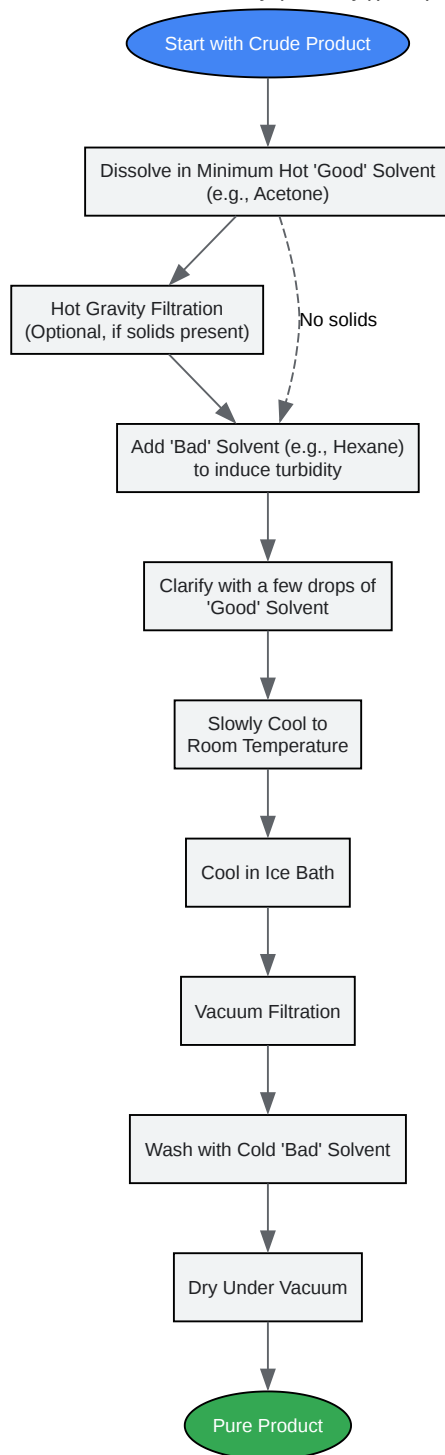 Start with Crude Product
Dissolve in Minimum Hot 'Good' Solvent
(e.g., Acetone)
Hot Gravity Filtration
(Optional, if solids present)
No solids
Add 'Bad' Solvent (e.g., Hexane)
to induce turbidity
Clarify with a few drops of
'Good' Solvent
Slowly Cool to
Room Temperature
Cool in Ice Bath
Vacuum Filtration
Wash with Cold 'Bad' Solvent
Dry Under Vacuum
Pure Product